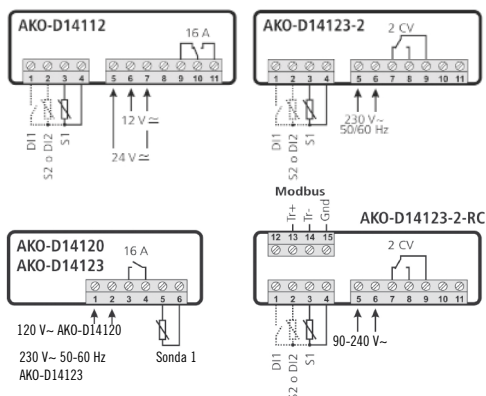 AKO-D14112
16 A
1 2 3 4 5 6 7 8 9 10 11
DI1
S2 o DI2
S1
12 V ≂
24 V ≂
AKO-D14123-2
2 CV
1 2 3 4 5 6 7 8 9 10 11
DI1
S2 o DI2
S1
230 V~
50/60 Hz
AKO-D14120
AKO-D14123
16 A
1 2 3 4 5 6
120 V~ AKO-D14120
230 V~ 50-60 Hz
AKO-D14123
Sonda 1
Modbus
Tr+
Tr-
Gnd
AKO-D14123-2-RC
12 13 14 15
2 CV
1 2 3 4 5 6 7 8 9 10 11
DI1
S2 o DI2
S1
90-240 V~